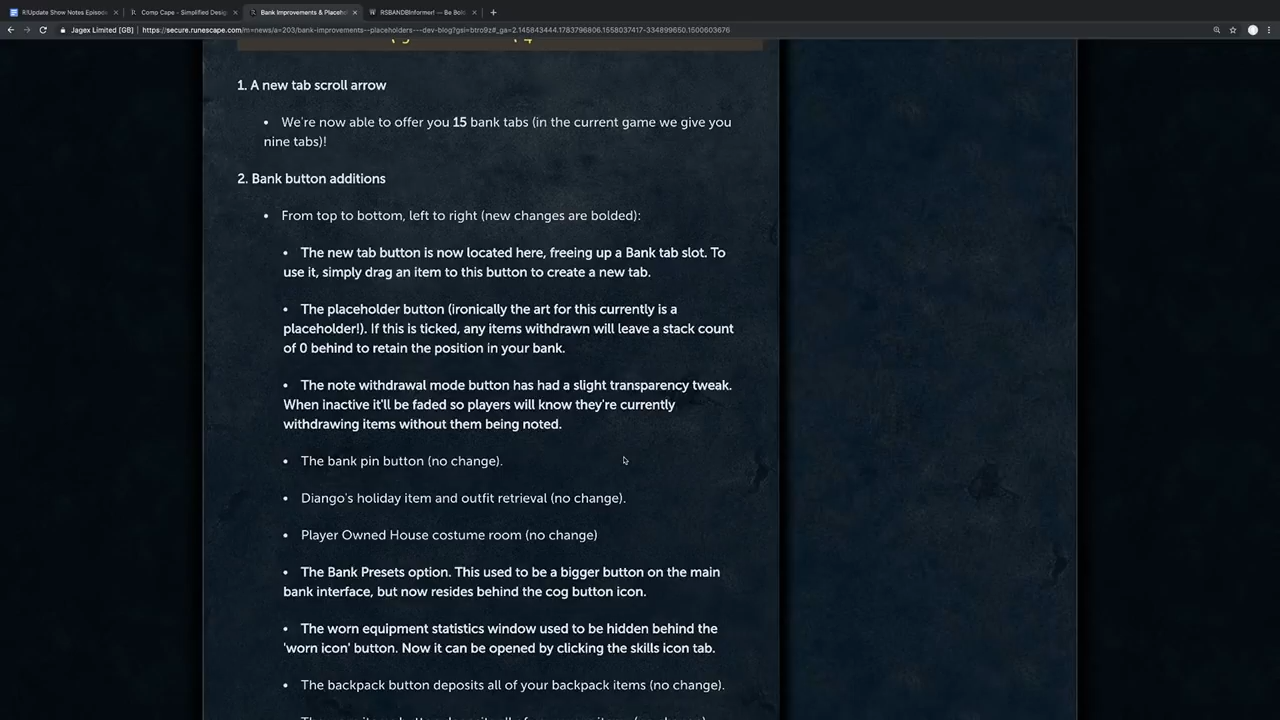 R!Update Show Notes Episode
Comp Cape - Simplified Design
Bank Improvements & Placehol
RSBANDBInformer! — Be Bold
Jagex Limited [GB] | https://secure.runescape.com/m=news/a=203/bank-improvements--placeholders---dev-blog?gsi=btro9z#_ga=2.145843444.1783796806.1558037417-334899650.1500603676
1. A new tab scroll arrow
• We're now able to offer you 15 bank tabs (in the current game we give you
nine tabs)!
2. Bank button additions
• From top to bottom, left to right (new changes are bolded):
• The new tab button is now located here, freeing up a Bank tab slot. To
use it, simply drag an item to this button to create a new tab.
• The placeholder button (ironically the art for this currently is a
placeholder!). If this is ticked, any items withdrawn will leave a stack count
of 0 behind to retain the position in your bank.
• The note withdrawal mode button has had a slight transparency tweak.
When inactive it'll be faded so players will know they're currently
withdrawing items without them being noted.
• The bank pin button (no change).
• Diango's holiday item and outfit retrieval (no change).
• Player Owned House costume room (no change)
• The Bank Presets option. This used to be a bigger button on the main
bank interface, but now resides behind the cog button icon.
• The worn equipment statistics window used to be hidden behind the
'worn icon' button. Now it can be opened by clicking the skills icon tab.
• The backpack button deposits all of your backpack items (no change).